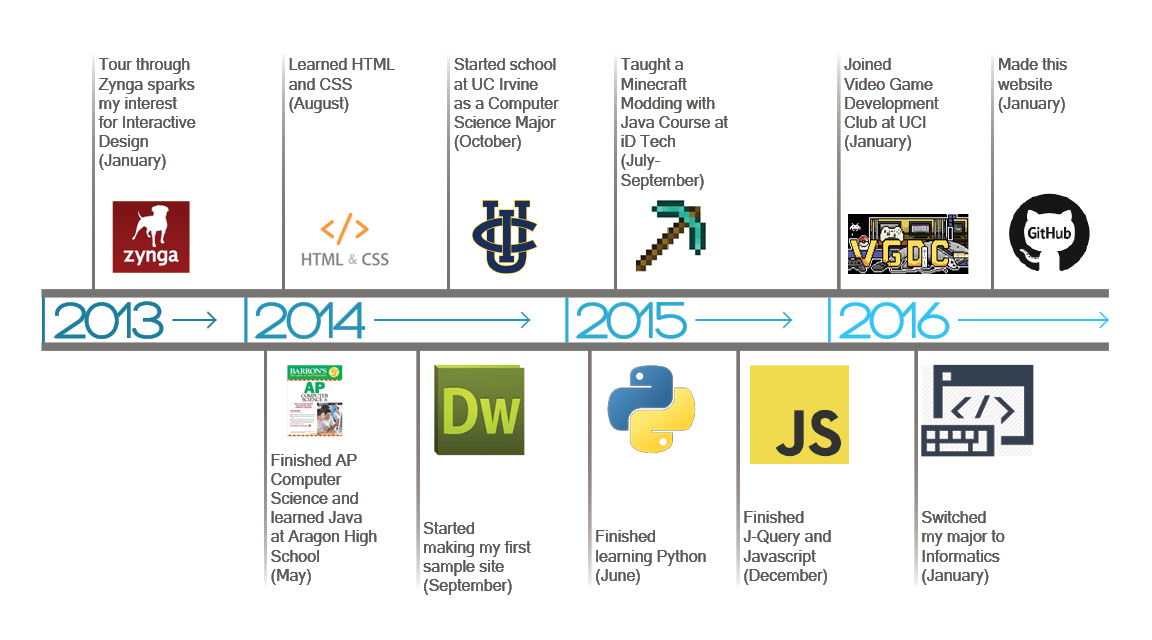 Tour through
Zynga sparks
my interest
for Interactive
Design
(January)
zynga
Learned HTML
and CSS
(August)
</>
HTML & CSS
Started school
at UC Irvine
as a Computer
Science Major
(October)
UCI
Taught a
Minecraft
Modding with
Java Course at
iD Tech
(July-
September)
Joined
Video Game
Development
Club at UCI
(January)
VGDC
Made this
website
(January)
GitHub
2013
2014
2015
2016
BARRON'S
AP
COMPUTER
SCIENCE A
Finished AP
Computer
Science and
learned Java
at Aragon High
School
(May)
Dw
Started
making my first
sample site
(September)
Finished
learning Python
(June)
JS
Finished
J-Query and
Javascript
(December)
</>
Switched
my major to
Informatics
(January)